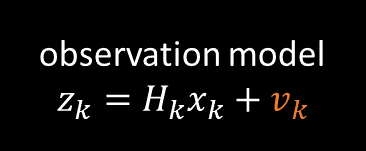 observation model
z_k = H_k x_k + v_k